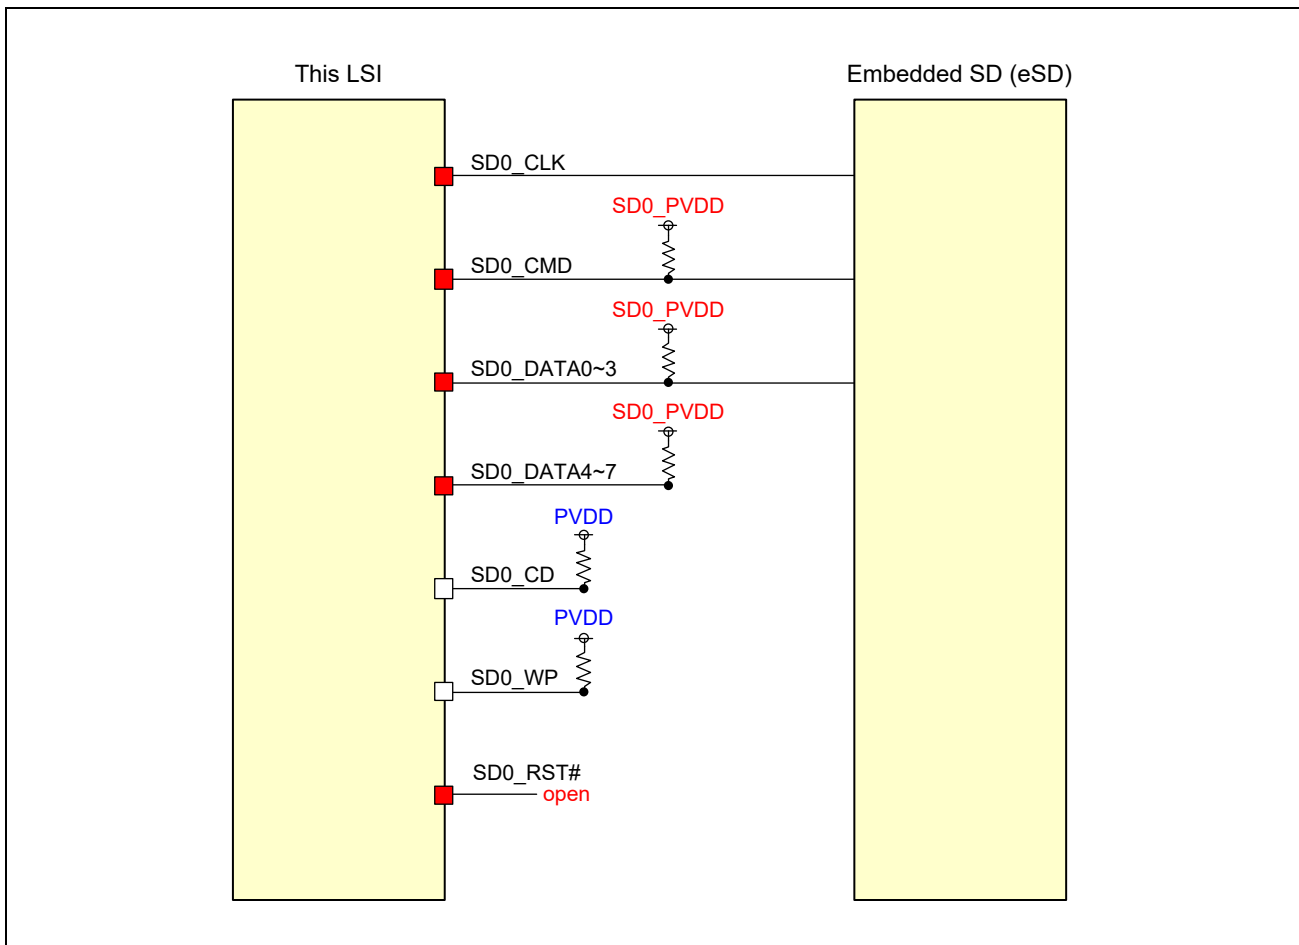 This LSI
Embedded SD (eSD)
SD0_CLK
SD0_PVDD
SD0_CMD
SD0_PVDD
SD0_DATA0~3
SD0_PVDD
SD0_DATA4~7
PVDD
SD0_CD
PVDD
SD0_WP
SD0_RST#
open